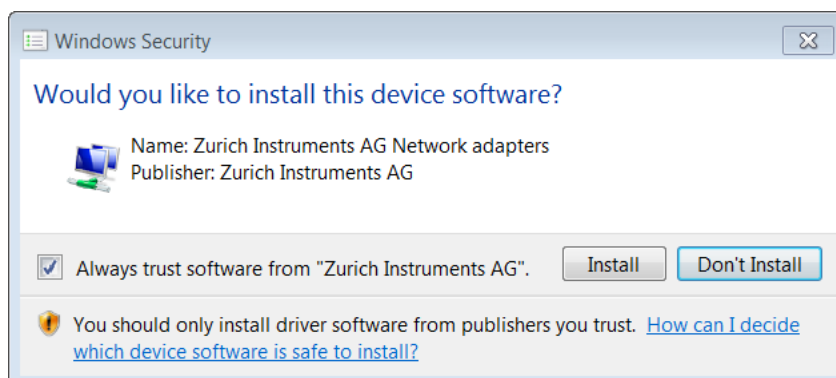 Windows Security
Would you like to install this device software?
Name: Zurich Instruments AG Network adapters
Publisher: Zurich Instruments AG
Always trust software from "Zurich Instruments AG".
Install
Don't Install
You should only install driver software from publishers you trust. How can I decide
which device software is safe to install?